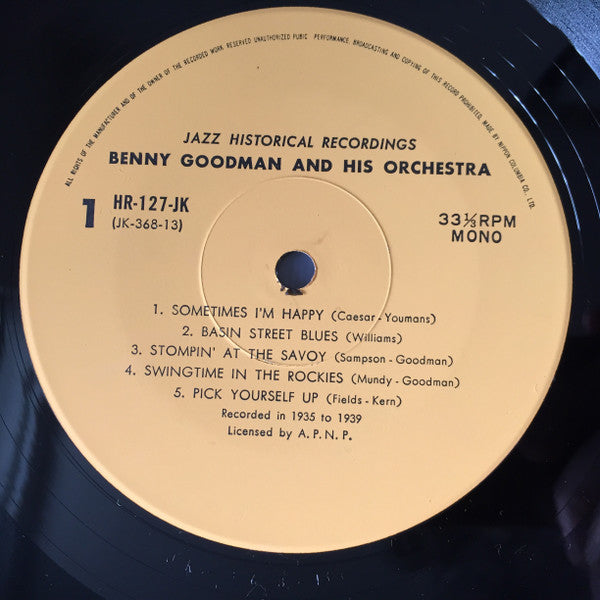 ALL RIGHTS OF THE MANUFACTURER AND OF THE OWNER OF THE RECORDED WORK RESERVED UNAUTHORIZED PUBIC PERFORMANCE, BROADCASTING AND COPYING OF THIS RECORD PROHIBITED, MADE BY NIPPON COLUMBIA CO., LTD.
JAZZ HISTORICAL RECORDINGS
BENNY GOODMAN AND HIS ORCHESTRA
1 HR-127-JK
(JK-368-13)
33⅓RPM
MONO
1. SOMETIMES I'M HAPPY (Caesar - Youmans)
2. BASIN STREET BLUES (Williams)
3. STOMPIN' AT THE SAVOY (Sampson - Goodman)
4. SWINGTIME IN THE ROCKIES (Mundy - Goodman)
5. PICK YOURSELF UP (Fields - Kern)
Recorded in 1935 to 1939
Licensed by A. P. N. P.